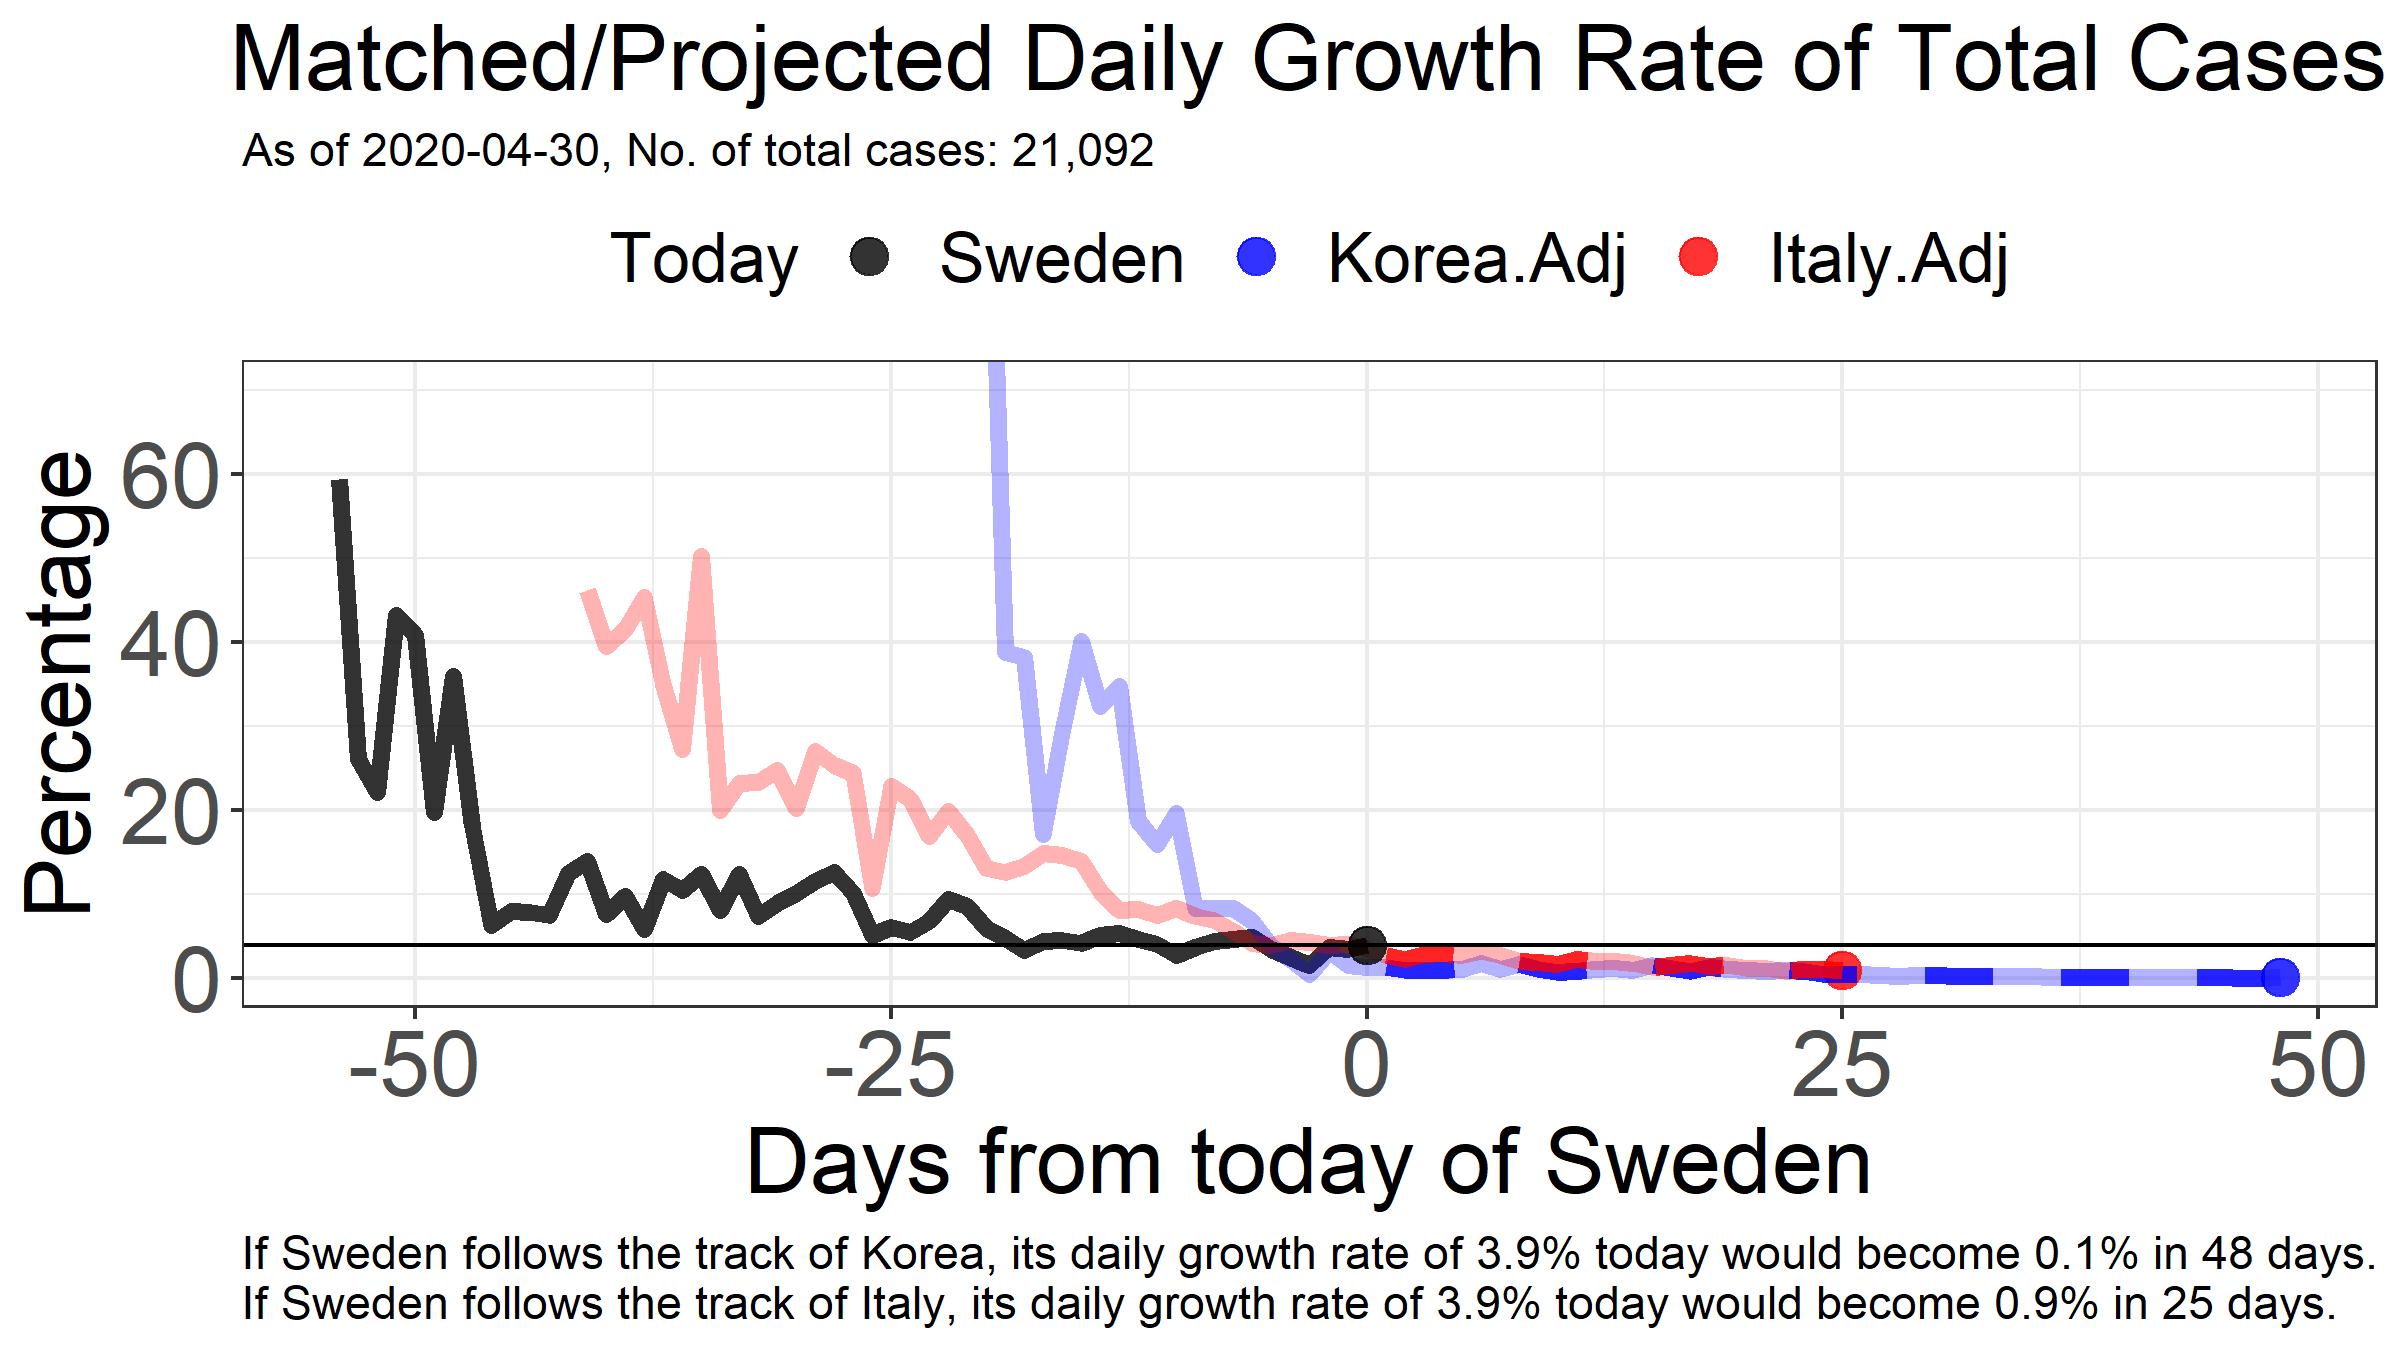 Matched/Projected Daily Growth Rate of Total Cases
As of 2020-04-30, No. of total cases: 21,092
Today Sweden Korea.Adj Italy.Adj
Percentage
60
40
20
0
-50 -25 0 25 50
Days from today of Sweden
If Sweden follows the track of Korea, its daily growth rate of 3.9% today would become 0.1% in 48 days.
If Sweden follows the track of Italy, its daily growth rate of 3.9% today would become 0.9% in 25 days.